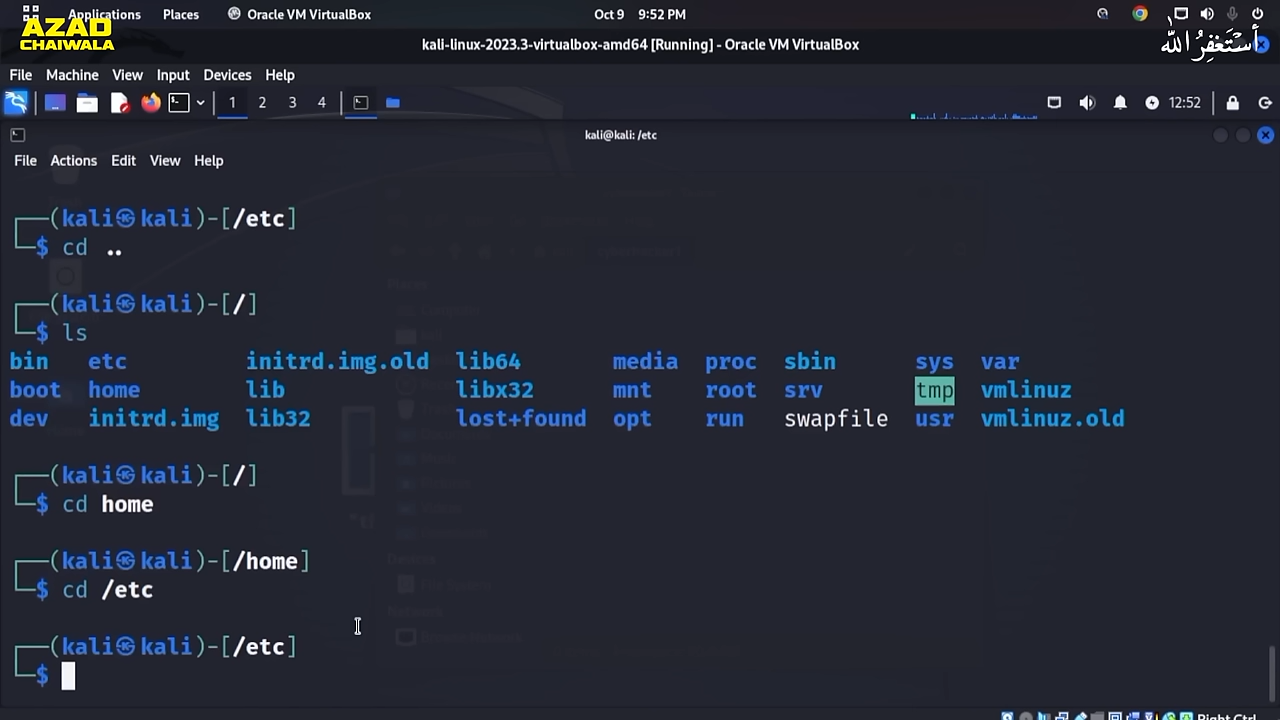 Applications Places Oracle VM VirtualBox Oct 9 9:52 PM
AZAD
CHAIWALA
أستغفر الله
kali-linux-2023.3-virtualbox-amd64 [Running] - Oracle VM VirtualBox
File Machine View Input Devices Help
1 2 3 4 12:52
kali@kali: /etc
File Actions Edit View Help
┌──(kali㉿kali)-[/etc]
└─$ cd ..
┌──(kali㉿kali)-[/]
└─$ ls
bin etc initrd.img.old lib64 media proc sbin sys var
boot home lib libx32 mnt root srv tmp vmlinuz
dev initrd.img lib32 lost+found opt run swapfile usr vmlinuz.old
┌──(kali㉿kali)-[/]
└─$ cd home
┌──(kali㉿kali)-[/home]
└─$ cd /etc
┌──(kali㉿kali)-[/etc]
└─$
Right Ctrl